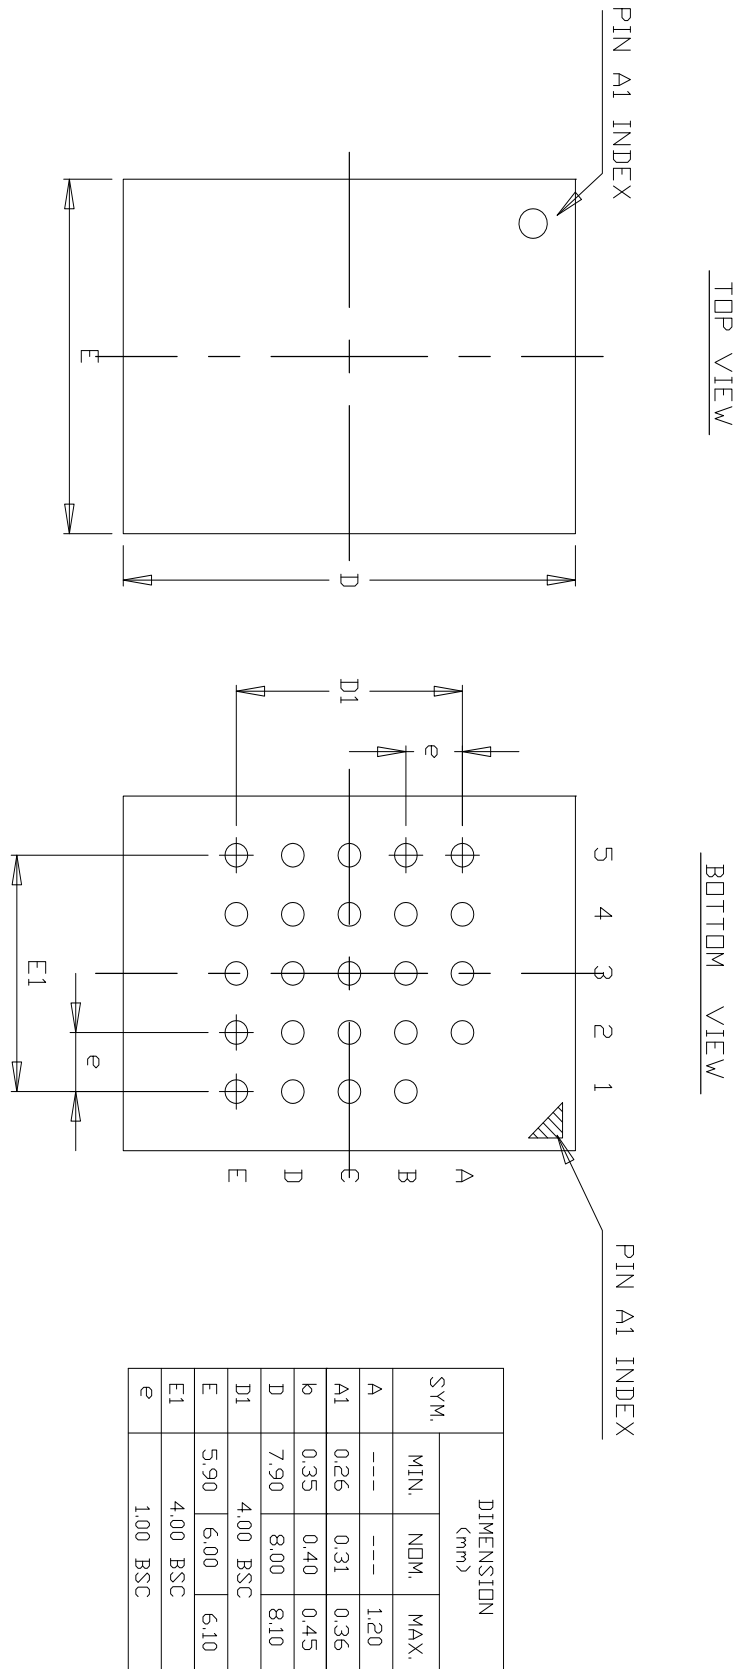 TOP VIEW
PIN A1 INDEX
E
D
BOTTOM VIEW
D1
e
5 4 3 2 1
A
B
C
D
E
E1
e
PIN A1 INDEX
SYM. DIMENSION (mm)
MIN. NOM. MAX.
A --- --- 1.20
A1 0.26 0.31 0.36
b 0.35 0.40 0.45
D 7.90 8.00 8.10
D1 4.00 BSC
E 5.90 6.00 6.10
E1 4.00 BSC
e 1.00 BSC